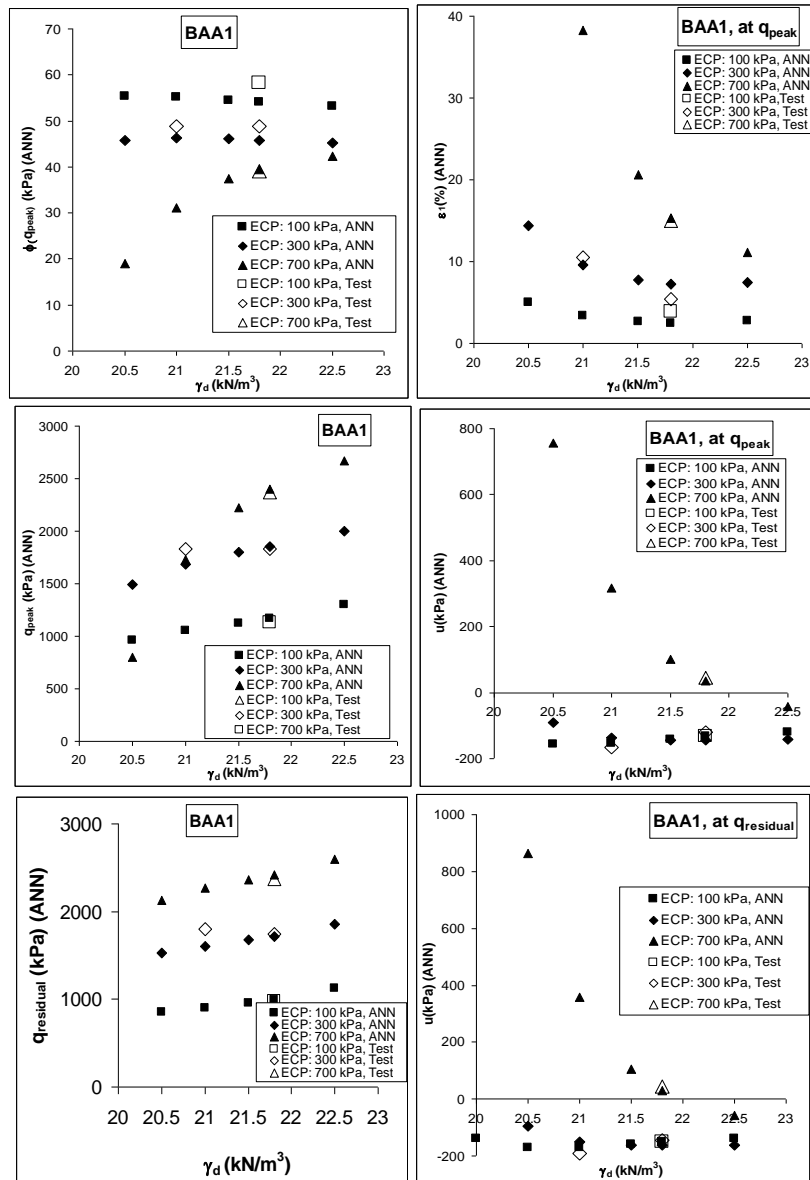 BAA1
ϕ(qpeak) (kPa) (ANN)
70
60
50
40
30
20
10
0
■ ECP: 100 kPa, ANN
◆ ECP: 300 kPa, ANN
▲ ECP: 700 kPa, ANN
□ ECP: 100 kPa, Test
◇ ECP: 300 kPa, Test
△ ECP: 700 kPa, Test
20 20.5 21 21.5 22 22.5 23
γd (kN/m³)
BAA1, at qpeak
ε1(%) (ANN)
40
30
20
10
0
■ ECP: 100 kPa, ANN
◆ ECP: 300 kPa, ANN
▲ ECP: 700 kPa, ANN
□ ECP: 100 kPa,Test
◇ ECP: 300 kPa, Test
△ ECP: 700 kPa, Test
20 20.5 21 21.5 22 22.5 23
γd (kN/m³)
BAA1
qpeak (kPa) (ANN)
3000
2500
2000
1500
1000
500
0
■ ECP: 100 kPa, ANN
◆ ECP: 300 kPa, ANN
▲ ECP: 700 kPa, ANN
△ ECP: 100 kPa, Test
◇ ECP: 300 kPa, Test
□ ECP: 700 kPa, Test
20 20.5 21 21.5 22 22.5 23
γd (kN/m³)
BAA1, at qpeak
u(kPa) (ANN)
800
600
400
200
0
-200
■ ECP: 100 kPa, ANN
◆ ECP: 300 kPa, ANN
▲ ECP: 700 kPa, ANN
□ ECP: 100 kPa, Test
◇ ECP: 300 kPa, Test
△ ECP: 700 kPa, Test
20 20.5 21 21.5 22 22.5
γd (kN/m³)
BAA1
qresidual (kPa) (ANN)
3000
2000
1000
0
■ ECP: 100 kPa, ANN
◆ ECP: 300 kPa, ANN
▲ ECP: 700 kPa, ANN
□ ECP: 100 kPa, Test
◇ ECP: 300 kPa, Test
△ ECP: 700 kPa, Test
20 20.5 21 21.5 22 22.5 23
γd (kN/m³)
BAA1, at qresidual
u(kPa) (ANN)
1000
800
600
400
200
0
-200
■ ECP: 100 kPa, ANN
◆ ECP: 300 kPa, ANN
▲ ECP: 700 kPa, ANN
□ ECP: 100 kPa, Test
◇ ECP: 300 kPa, Test
△ ECP: 700 kPa, Test
20 20.5 21 21.5 22 22.5 23
γd (kN/m³)